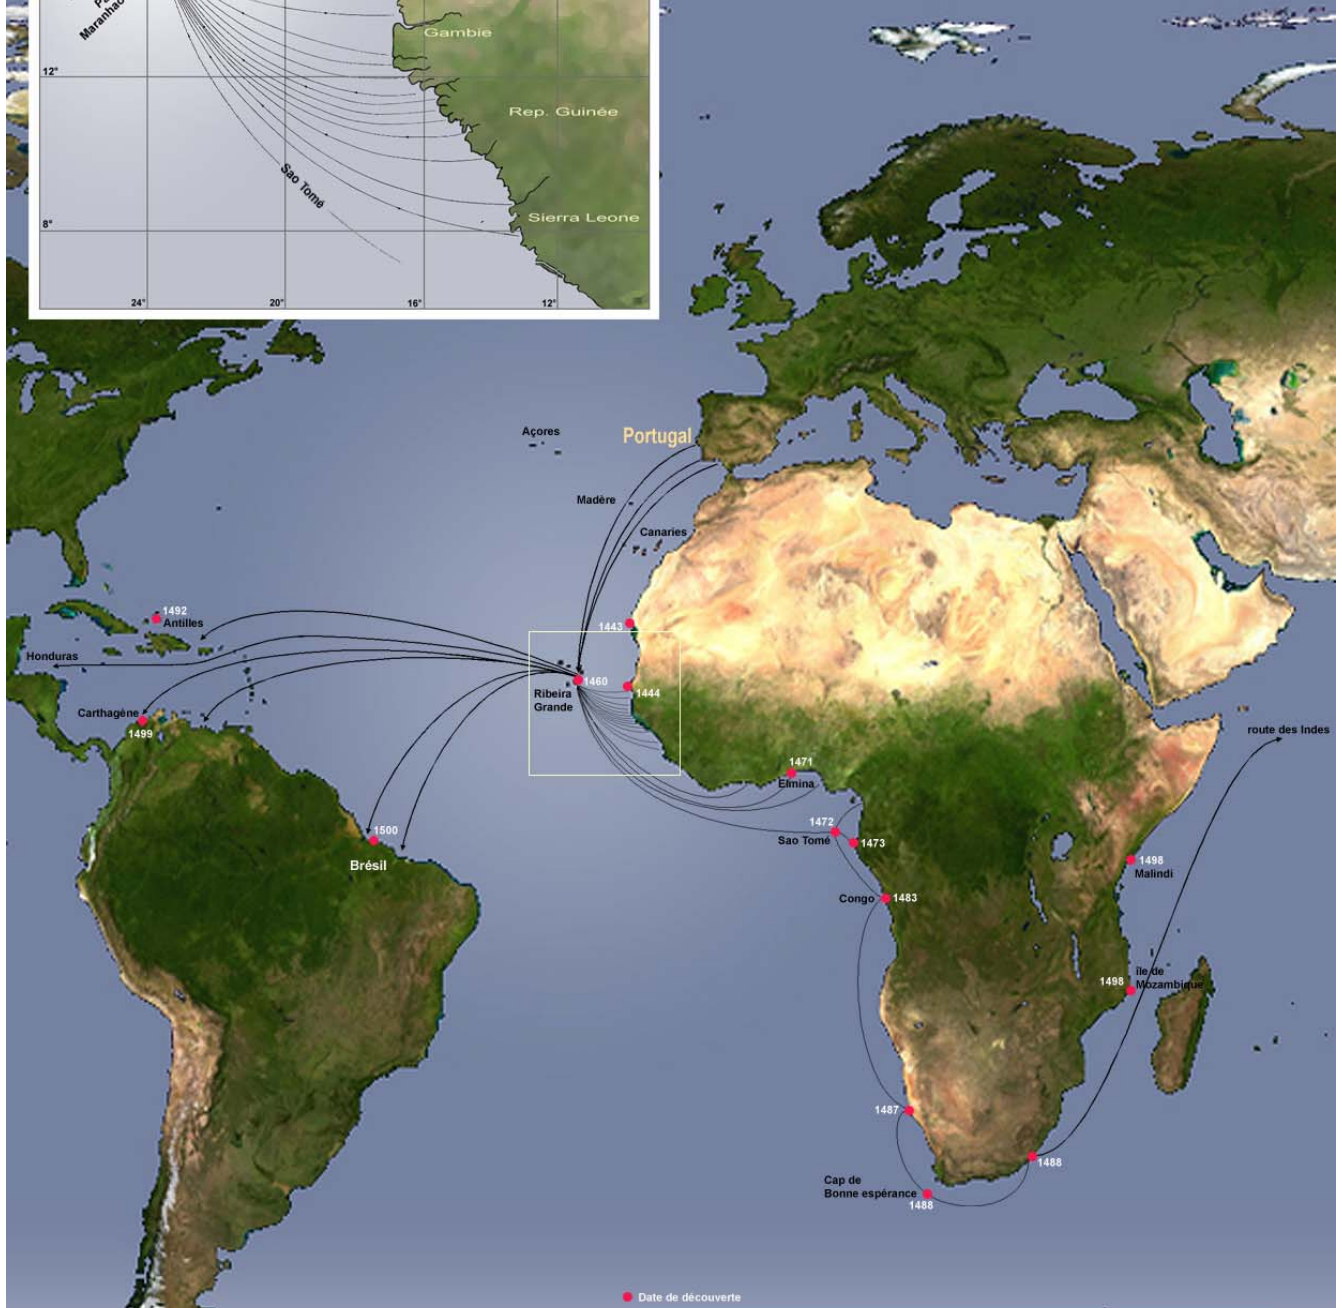 Maranhao
Gambie
12°
Rep. Guinée
Sao Tomé
Sierra Leone
8°
24°
20°
16°
12°
Açores
Portugal
Madère
Canaries
1492
Antilles
1443
Honduras
1460
1444
Ribeira
Grande
Carthagène
1499
route des Indes
1471
Elmina
1500
Brésil
1472
Sao Tomé
1473
1498
Malindi
Congo
1483
île de
Mozambique
1498
1487
1488
Cap de
Bonne espérance
1488
Date de découverte